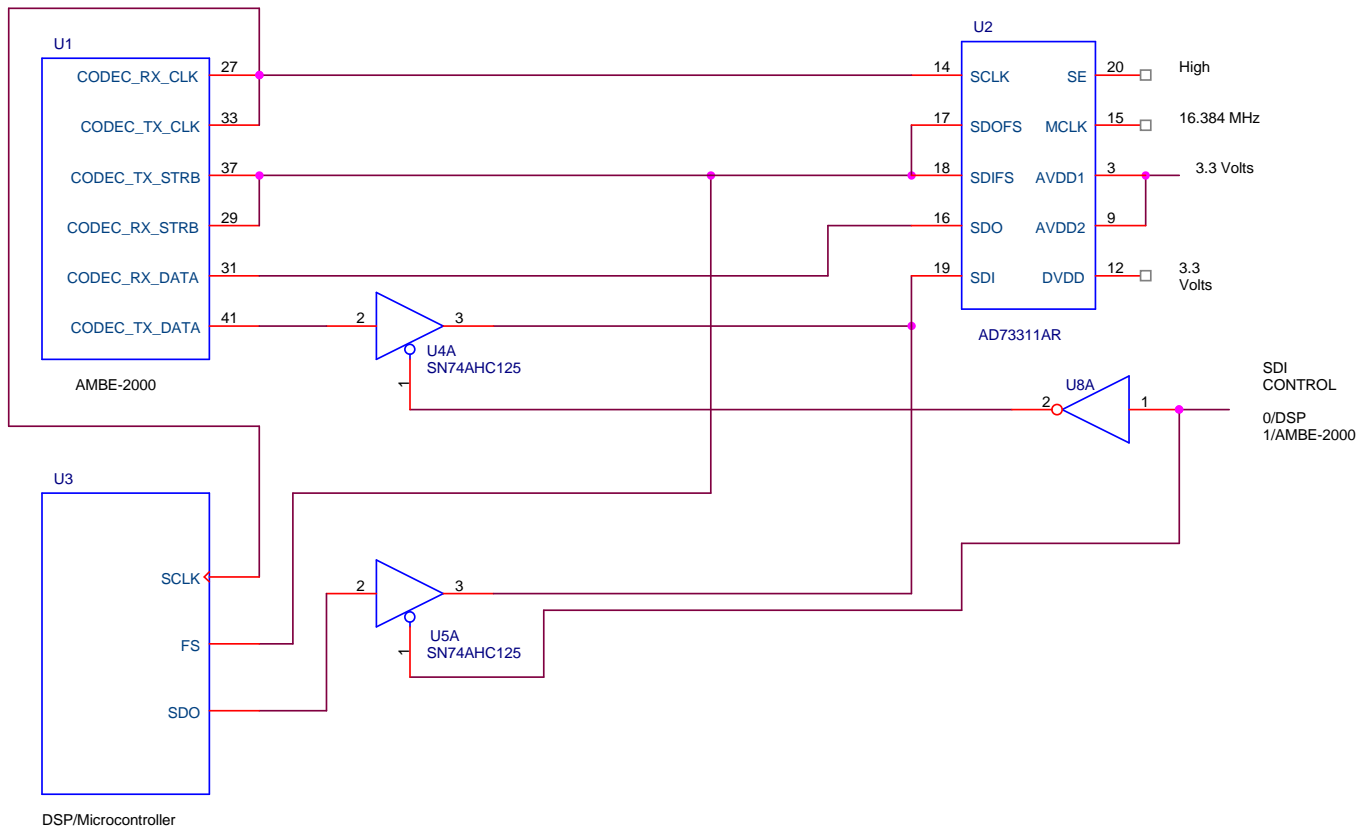 U1
CODEC_RX_CLK 27
CODEC_TX_CLK 33
CODEC_TX_STRB 37
CODEC_RX_STRB 29
CODEC_RX_DATA 31
CODEC_TX_DATA 41
AMBE-2000
U2
14 SCLK SE 20 High
17 SDOFS MCLK 15 16.384 MHz
18 SDIFS AVDD1 3 3.3 Volts
16 SDO AVDD2 9
19 SDI DVDD 12 3.3
Volts
AD73311AR
2 3
1
U4A
SN74AHC125
U8A
2 1
SDI
CONTROL
0/DSP
1/AMBE-2000
U3
SCLK
FS
SDO
DSP/Microcontroller
2 3
1
U5A
SN74AHC125